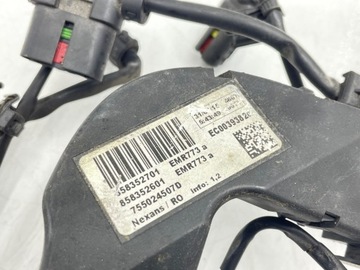 EC0039382
858352701 EMR773 a
858352601 EMR773 a
7550245070
Nexans / RO Info: 1,2